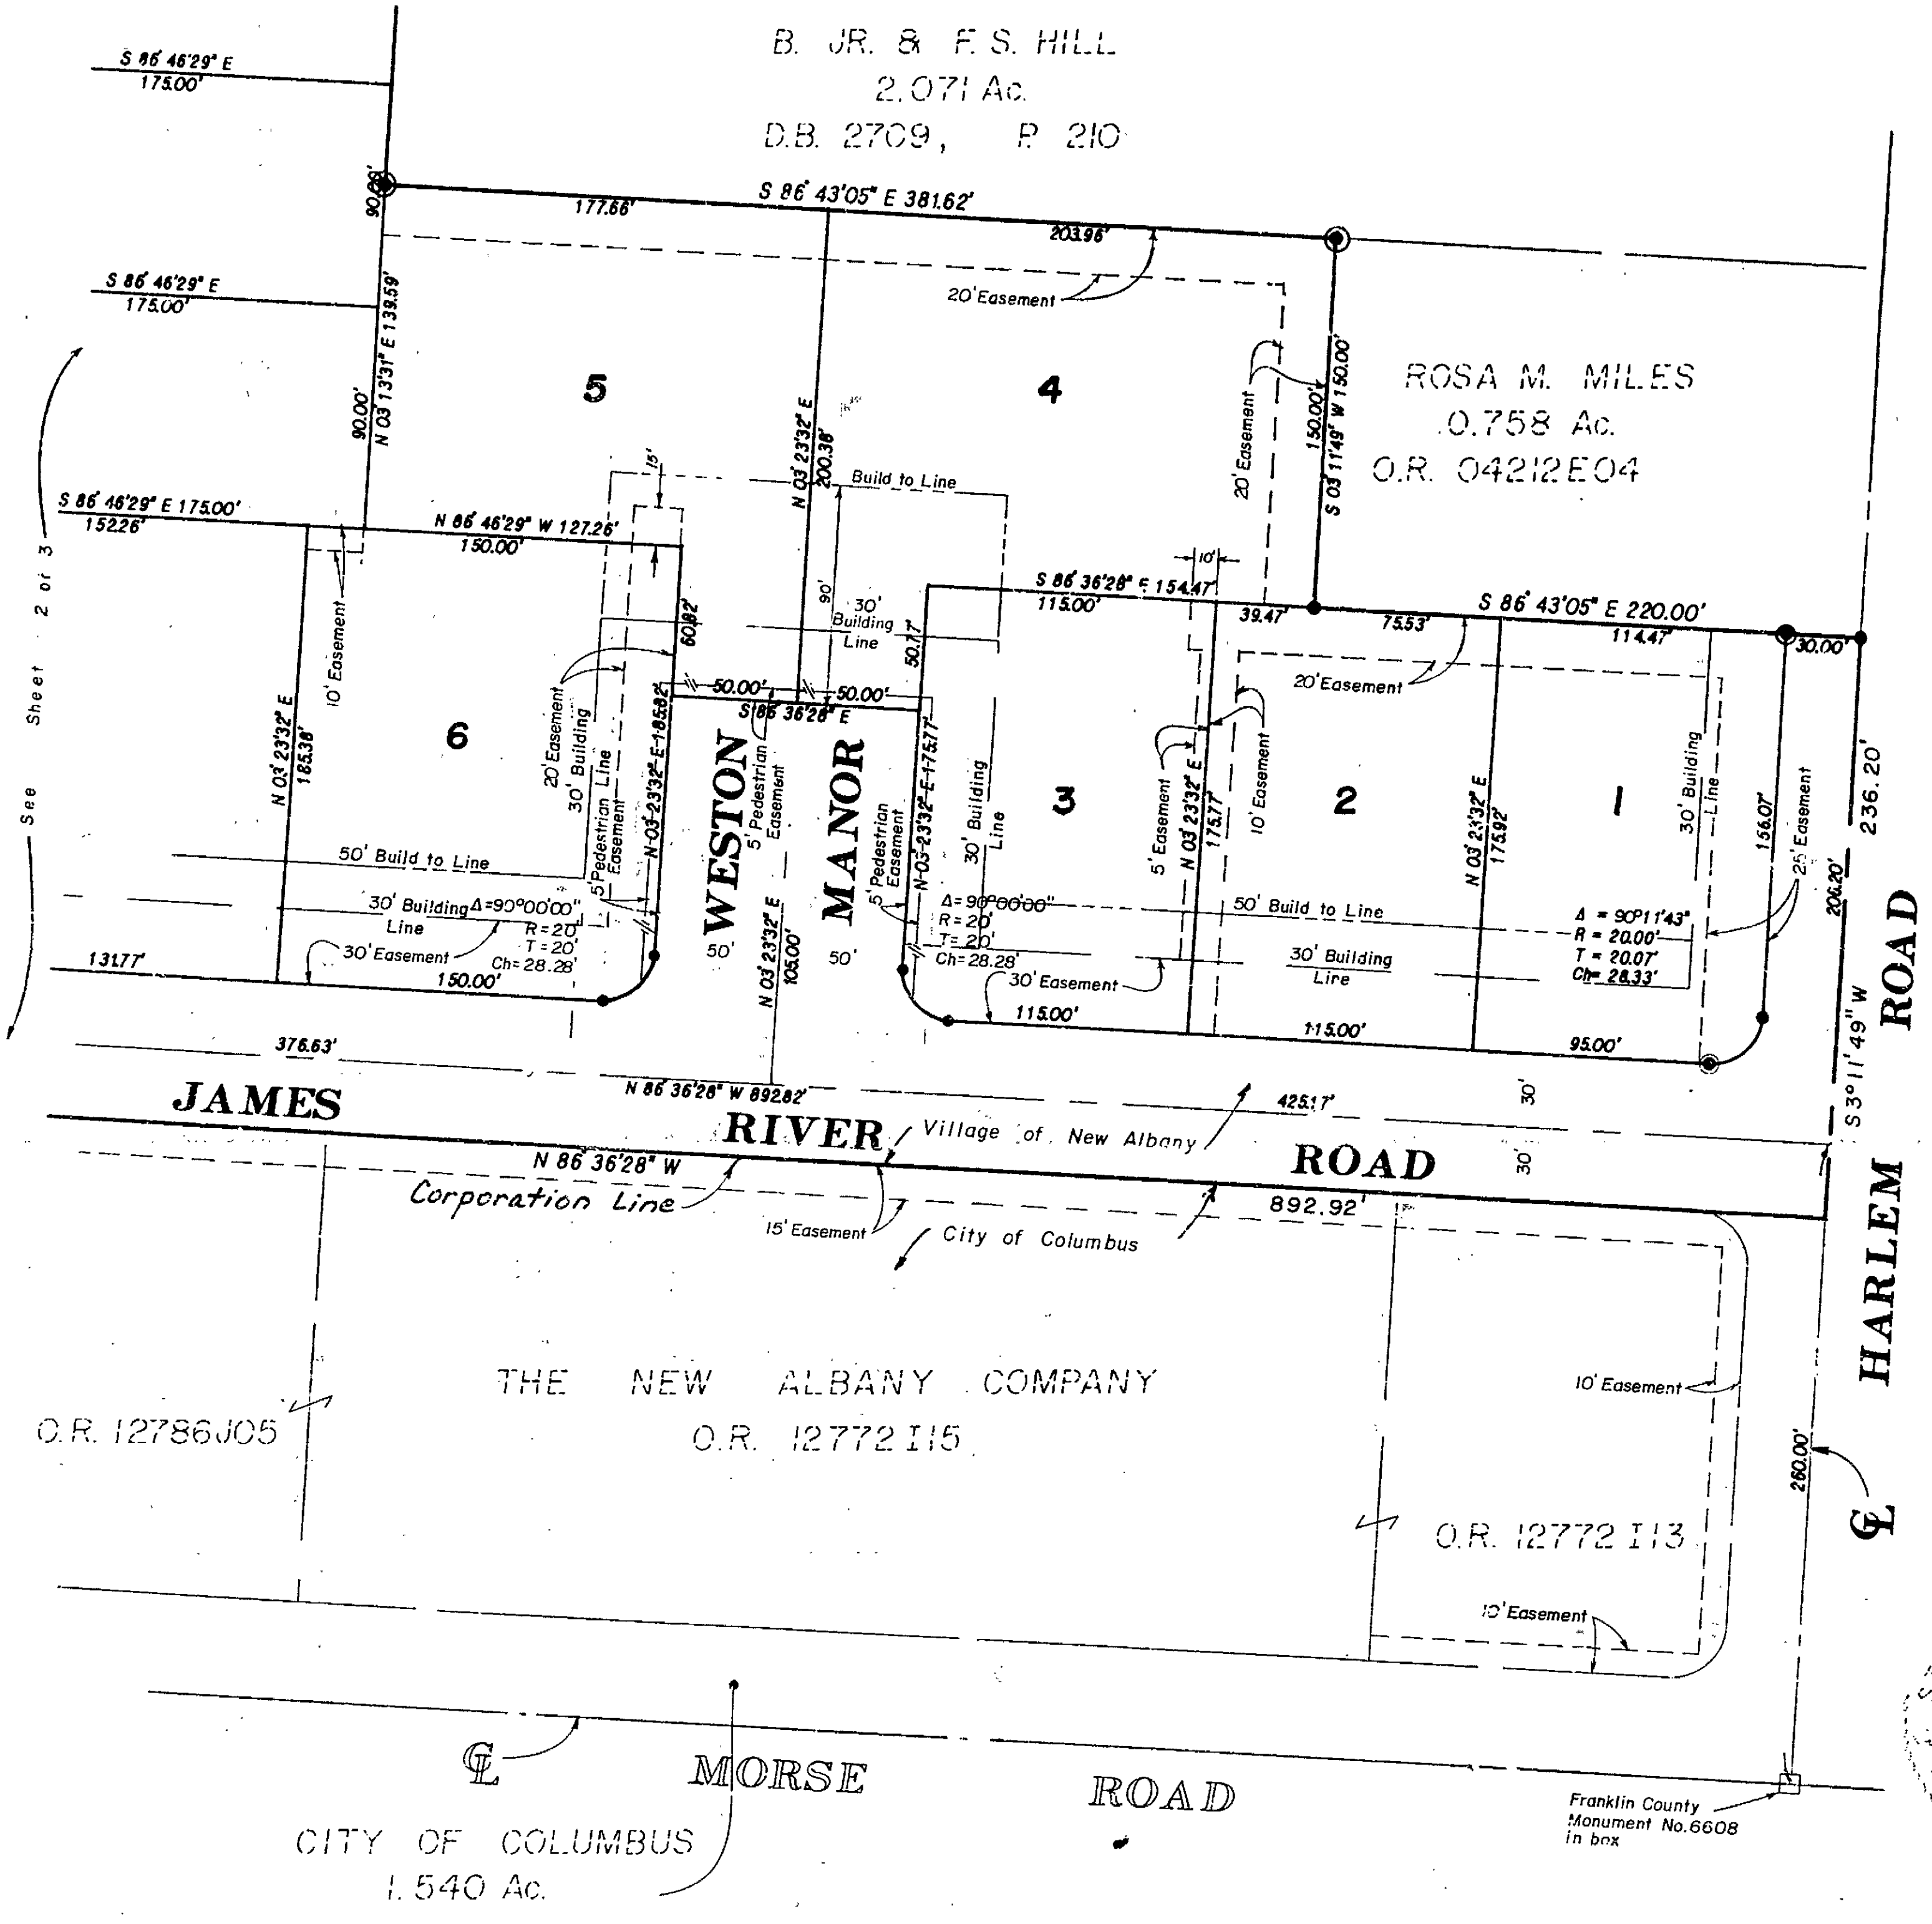 B. JR. & F. S. HILL
2.071 Ac.
D.B. 2709, P. 210
S 86° 46'29" E
175.00'
90.00'
S 86° 43'05" E 381.62'
177.66'
203.96'
20' Easement
S 86° 46'29" E
175.00'
N 03° 13'31" E 139.59'
90.00'
5
4
N 03° 23'32" E
200.38'
20' Easement
150.00'
S 03° 11'49" W 150.00'
ROSA M. MILES
0.758 Ac.
O.R. 04212E04
See Sheet 2 of 3
S 86° 46'29" E 175.00'
152.26'
N 86° 46'29" W 127.26'
150.00'
15'
Build to Line
90'
30'
Building
Line
10' Easement
60.82'
50.77'
S 86° 36'28" E 154.47'
115.00'
10'
39.47'
S 86° 43'05" E 220.00'
75.53'
114.47'
30.00'
20' Easement
50.00'
50.00'
S 86° 36'28" E
N 03° 23'32" E
185.38'
6
20' Easement
30' Building
Line
5' Pedestrian
Easement
N 03° 23'32" E 185.82'
WESTON
MANOR
5' Pedestrian
Easement
N 03° 23'32" E
105.00'
50'
50'
5' Pedestrian
Easement
N 03° 23'32" E 175.77'
30' Building
Line
3
5' Easement
N 03° 23'32" E
175.77'
10' Easement
2
N 03° 23'32" E
175.92'
1
30' Building
Line
25' Easement
156.07'
206.20'
236.20'
S 3°11'49" W
HARLEM ROAD
50' Build to Line
30' Building
Line
30' Easement
Δ=90°00'00"
R=20'
T=20'
Ch=28.28'
Δ=90°00'00"
R=20'
T=20'
Ch=28.28'
30' Easement
50' Build to Line
30' Building
Line
Δ = 90°11'43"
R = 20.00'
T = 20.07'
Ch= 28.33'
131.77'
150.00'
115.00'
115.00'
95.00'
376.63'
N 86° 36'28" W 892.82'
425.17'
30'
30'
JAMES RIVER ROAD
Village of New Albany
N 86° 36'28" W
892.92'
Corporation Line
15' Easement
City of Columbus
THE NEW ALBANY COMPANY
O.R. 12786J05
O.R. 12772 I15
O.R. 12772 I13
10' Easement
10' Easement
260.00'
CL
CL
MORSE ROAD
CITY OF COLUMBUS
1.540 Ac.
Franklin County
Monument No.6608
in box